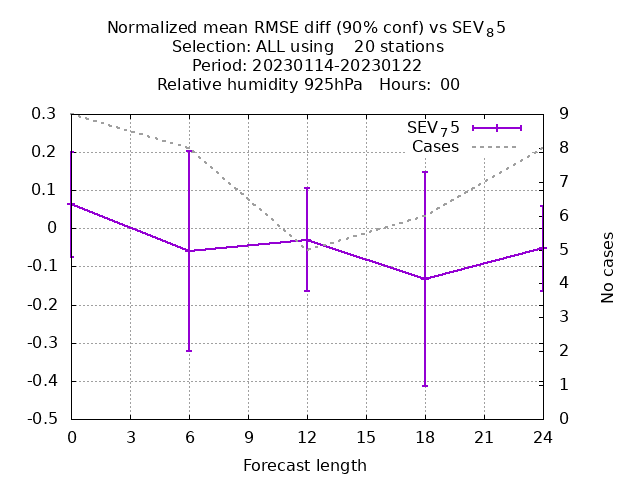 Normalized mean RMSE diff (90% conf) vs SEV₈5
Selection: ALL using    20 stations
Period: 20230114-20230122
Relative humidity 925hPa   Hours:  00
SEV₇5
Cases
0.3
0.2
0.1
0
-0.1
-0.2
-0.3
-0.4
-0.5
9
8
7
6
5
4
3
2
1
0
No cases
0 3 6 9 12 15 18 21 24
Forecast length